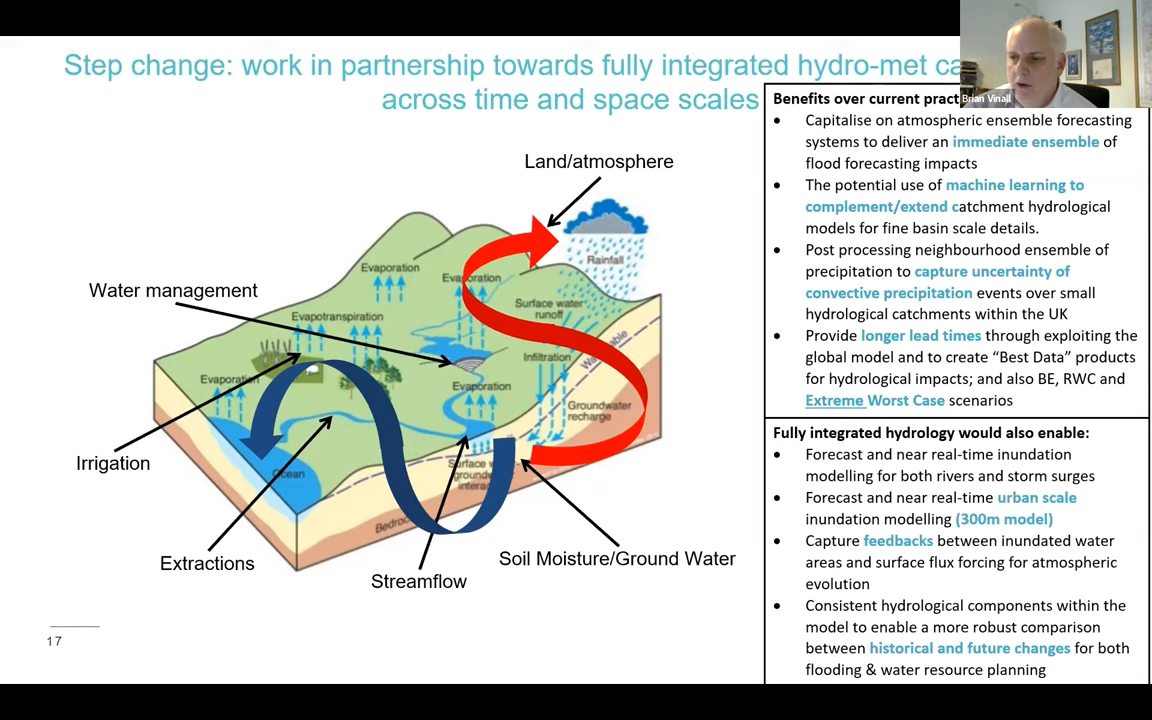 Step change: work in partnership towards fully integrated hydro-met
across time and space scales
Brian Vinall
Land/atmosphere
Rainfall
Evaporation
Evaporation
Water management
Surface water
runoff
Evapotranspiration
Infiltration
Evaporation
Evaporation
Groundwater
recharge
Irrigation
Ocean
Surface
Bedrock
Extractions
Streamflow
Soil Moisture/Ground Water
17
Benefits over current
Capitalise on atmospheric ensemble forecasting
systems to deliver an immediate ensemble of
flood forecasting impacts
The potential use of machine learning to
complement/extend catchment hydrological
models for fine basin scale details.
Post processing neighbourhood ensemble of
precipitation to capture uncertainty of
convective precipitation events over small
hydrological catchments within the UK
Provide longer lead times through exploiting the
global model and to create “Best Data” products
for hydrological impacts; and also BE, RWC and
Extreme Worst Case scenarios
Fully integrated hydrology would also enable:
Forecast and near real-time inundation
modelling for both rivers and storm surges
Forecast and near real-time urban scale
inundation modelling (300m model)
Capture feedbacks between inundated water
areas and surface flux forcing for atmospheric
evolution
Consistent hydrological components within the
model to enable a more robust comparison
between historical and future changes for both
flooding & water resource planning